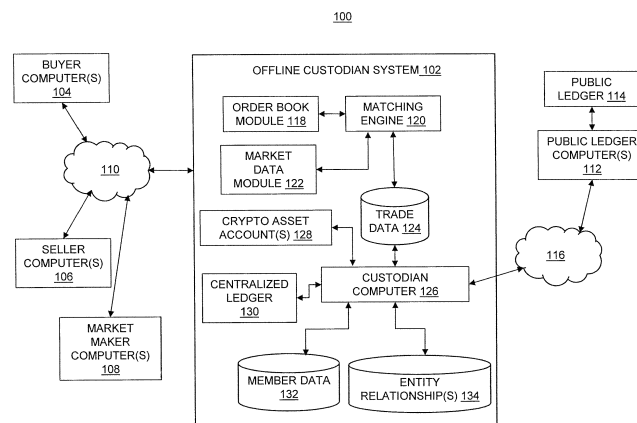 100
BUYER
COMPUTER(S)
104
110
SELLER
COMPUTER(S)
106
MARKET
MAKER
COMPUTER(S)
108
OFFLINE CUSTODIAN SYSTEM 102
ORDER BOOK
MODULE 118
MATCHING
ENGINE 120
MARKET
DATA
MODULE
122
TRADE
DATA 124
CRYPTO ASSET
ACCOUNT(S) 128
CENTRALIZED
LEDGER
130
CUSTODIAN
COMPUTER 126
MEMBER DATA
132
ENTITY
RELATIONSHIP(S) 134
PUBLIC
LEDGER 114
PUBLIC LEDGER
COMPUTER(S)
112
116